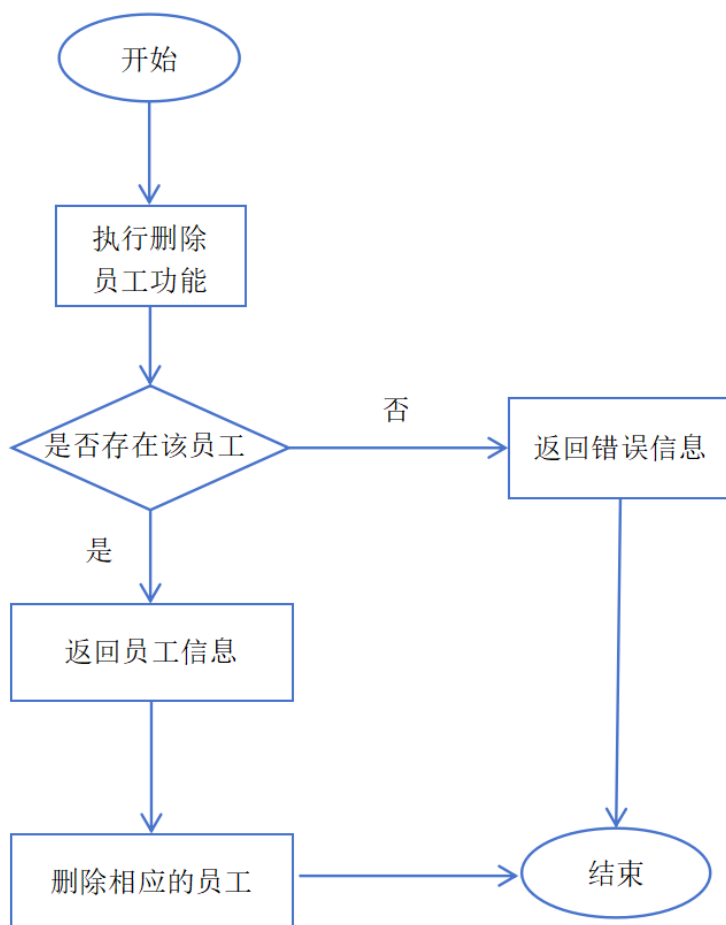 开始
执行删除
员工功能
否
是否存在该员工
返回错误信息
是
返回员工信息
删除相应的员工
结束